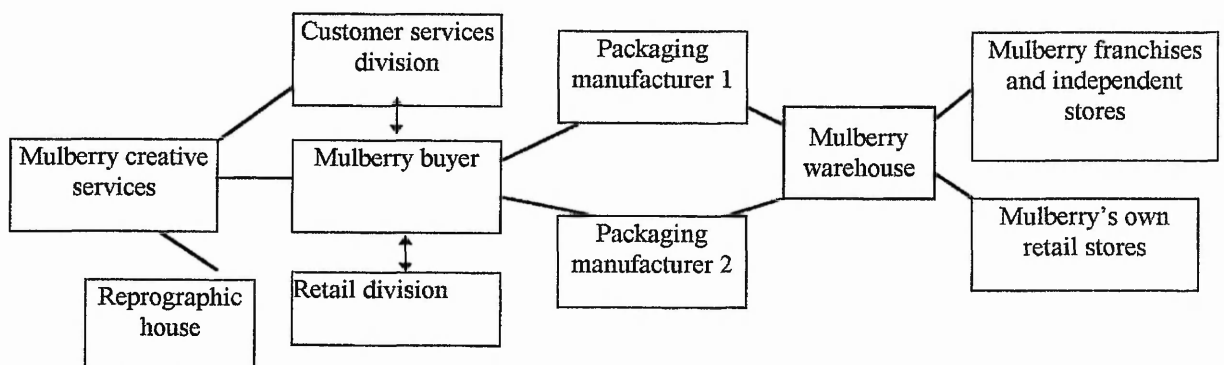 Customer services
division
Packaging
manufacturer 1
Mulberry franchises
and independent
stores
Mulberry creative
services
Mulberry buyer
Mulberry
warehouse
Packaging
manufacturer 2
Mulberry's own
retail stores
Reprographic
house
Retail division